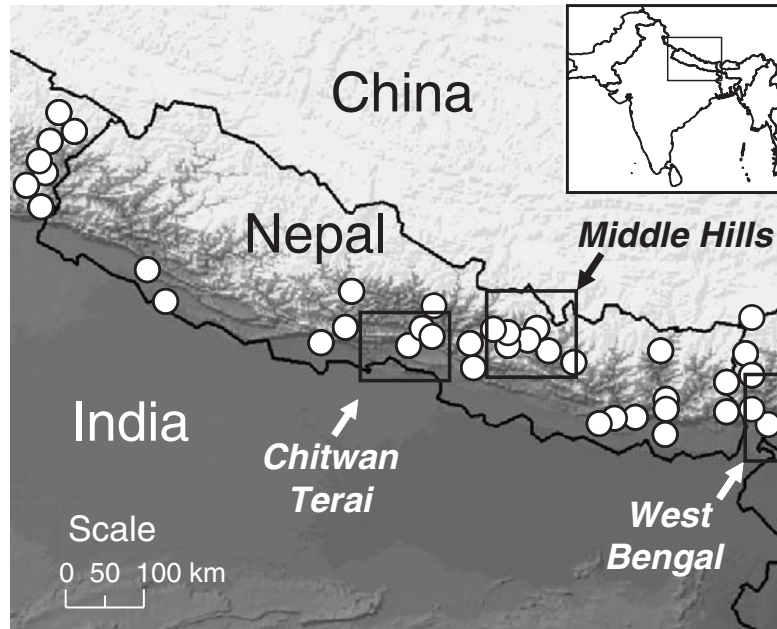 China
Nepal
Middle Hills
India
Chitwan
Terai
West
Bengal
Scale
0 50 100 km